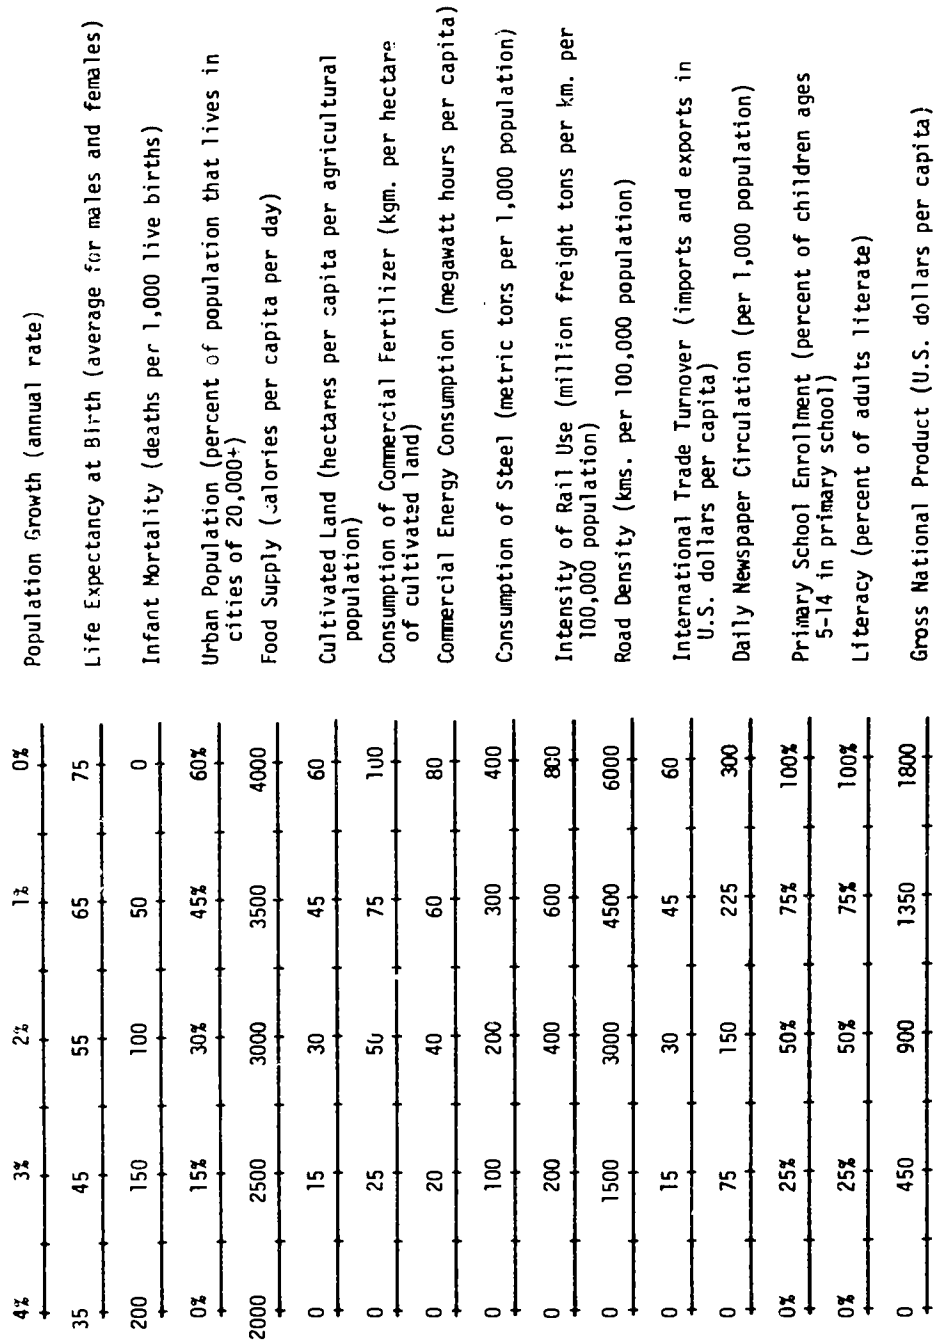 4% 3% 2% 1% 0% Population Growth (annual rate)
35 45 55 65 75 Life Expectancy at Birth (average for males and females)
200 150 100 50 0 Infant Mortality (deaths per 1,000 live births)
0% 15% 30% 45% 60% Urban Population (percent of population that lives in
cities of 20,000+)
2000 2500 3000 3500 4000 Food Supply (calories per capita per day)
0 15 30 45 60 Cultivated Land (hectares per capita per agricultural
population)
0 25 50 75 100 Consumption of Commercial Fertilizer (kgm. per hectare
of cultivated land)
0 20 40 60 80 Commercial Energy Consumption (megawatt hours per capita)
0 100 200 300 400 Consumption of Steel (metric tons per 1,000 population)
0 200 400 600 800 Intensity of Rail Use (million freight tons per km. per
100,000 population)
0 1500 3000 4500 6000 Road Density (kms. per 100,000 population)
0 15 30 45 60 International Trade Turnover (imports and exports in
U.S. dollars per capita)
0 75 150 225 300 Daily Newspaper Circulation (per 1,000 population)
0% 25% 50% 75% 100% Primary School Enrollment (percent of children ages
5-14 in primary school)
0% 25% 50% 75% 100% Literacy (percent of adults literate)
0 450 900 1350 1800 Gross National Product (U.S. dollars per capita)